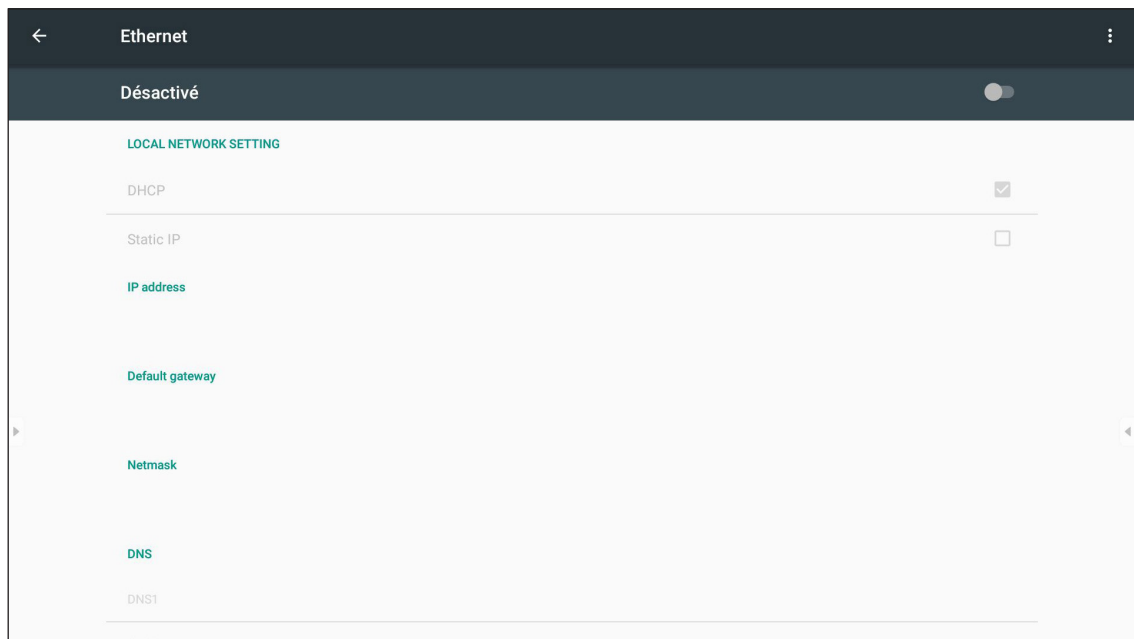 Ethernet
Désactivé
LOCAL NETWORK SETTING
DHCP
Static IP
IP address
Default gateway
Netmask
DNS
DNS1